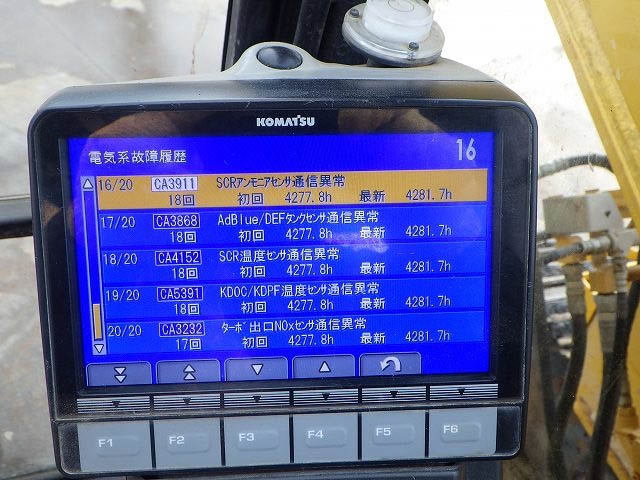 KOMATSU
電気系故障履歴 16
16/20 CA3911 SCRアンモニアセンサ通信異常
18回 初回 4277.8h 最新 4281.7h
17/20 CA3868 AdBlue/DEFタンクセンサ通信異常
18回 初回 4277.8h 最新 4281.7h
18/20 CA4152 SCR温度センサ通信異常
18回 初回 4277.8h 最新 4281.7h
19/20 CA5391 KDOC/KDPF温度センサ通信異常
18回 初回 4277.8h 最新 4281.7h
20/20 CA3232 ターボ出口NOxセンサ通信異常
17回 初回 4277.8h 最新 4281.7h
F1 F2 F3 F4 F5 F6